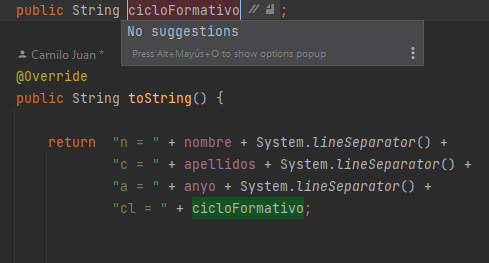 public String cicloFormativo // ;
No suggestions
Press Alt+Mayús+O to show options popup
Camilo Juan *
@Override
public String toString() {
return "n = " + nombre + System.lineSeparator() +
"c = " + apellidos + System.lineSeparator() +
"a = " + anyo + System.lineSeparator() +
"cl = " + cicloFormativo;